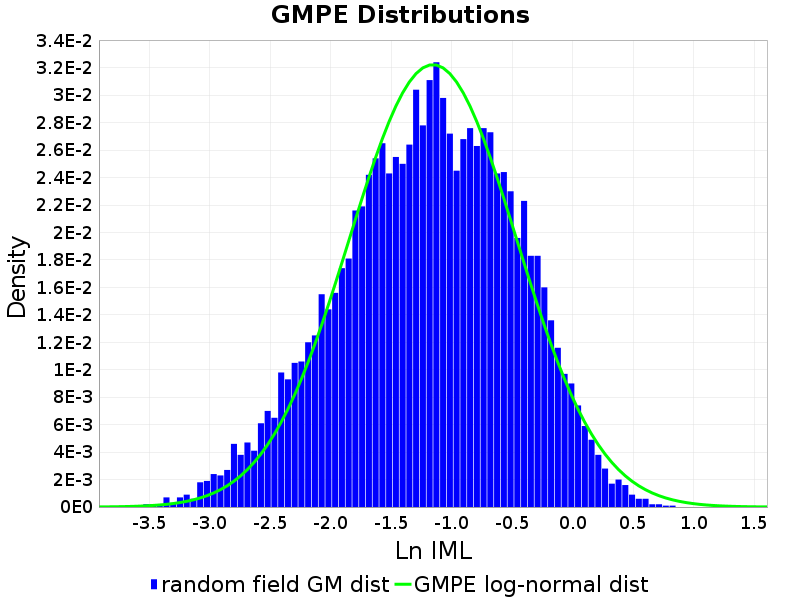 GMPE Distributions
3.4E-2
3.2E-2
3E-2
2.8E-2
2.6E-2
2.4E-2
2.2E-2
2E-2
1.8E-2
1.6E-2
1.4E-2
1.2E-2
1E-2
8E-3
6E-3
4E-3
2E-3
0E0
Density
-3.5 -3.0 -2.5 -2.0 -1.5 -1.0 -0.5 0.0 0.5 1.0 1.5
Ln IML
random field GM dist GMPE log-normal dist